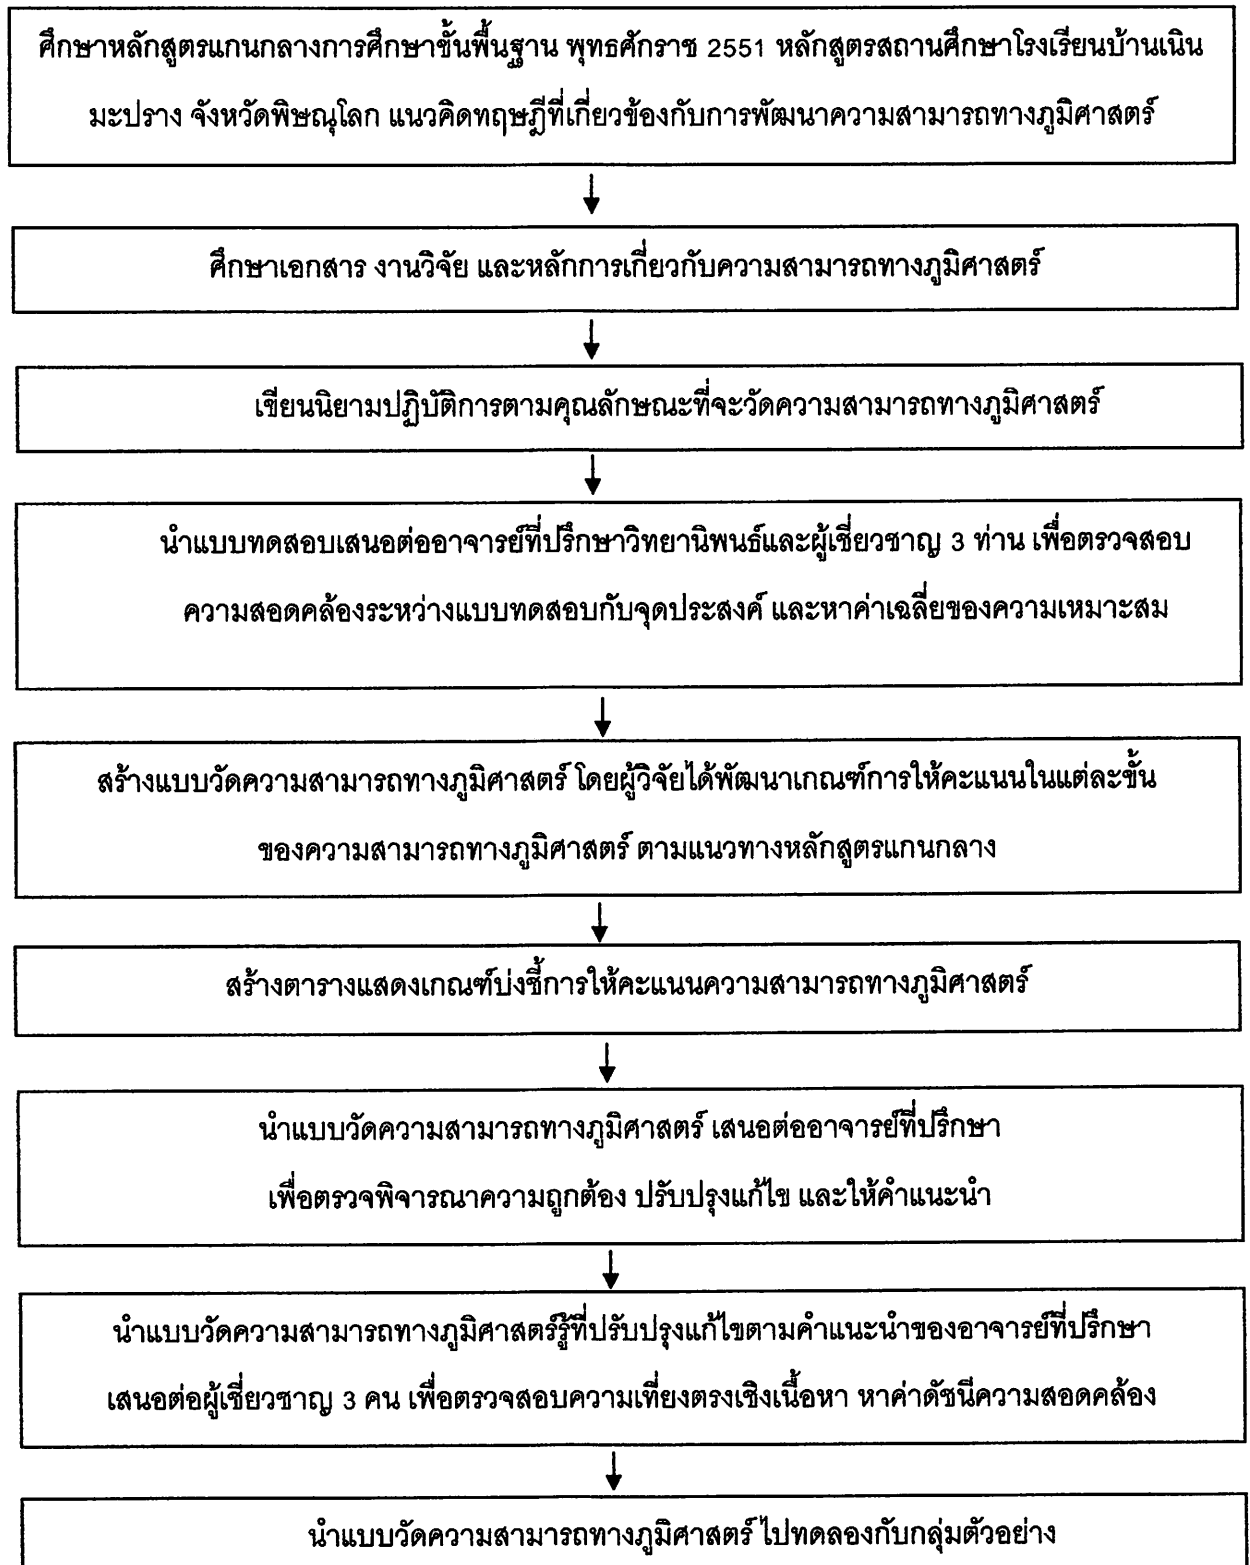 ศึกษาหลักสูตรแกนกลางการศึกษาขั้นพื้นฐาน พุทธศักราช 2551 หลักสูตรสถานศึกษาโรงเรียนบ้านเนิน
มะปราง จังหวัดพิษณุโลก แนวคิดทฤษฎีที่เกี่ยวข้องกับการพัฒนาความสามารถทางภูมิศาสตร์
ศึกษาเอกสาร งานวิจัย และหลักการเกี่ยวกับความสามารถทางภูมิศาสตร์
เขียนนิยามปฏิบัติการตามคุณลักษณะที่จะวัดความสามารถทางภูมิศาสตร์
นำแบบทดสอบเสนอต่ออาจารย์ที่ปรึกษาวิทยานิพนธ์และผู้เชี่ยวชาญ 3 ท่าน เพื่อตรวจสอบ
ความสอดคล้องระหว่างแบบทดสอบกับจุดประสงค์ และหาค่าเฉลี่ยของความเหมาะสม
สร้างแบบวัดความสามารถทางภูมิศาสตร์ โดยผู้วิจัยได้พัฒนาเกณฑ์การให้คะแนนในแต่ละขั้น
ของความสามารถทางภูมิศาสตร์ ตามแนวทางหลักสูตรแกนกลาง
สร้างตารางแสดงเกณฑ์บ่งชี้การให้คะแนนความสามารถทางภูมิศาสตร์
นำแบบวัดความสามารถทางภูมิศาสตร์ เสนอต่ออาจารย์ที่ปรึกษา
เพื่อตรวจพิจารณาความถูกต้อง ปรับปรุงแก้ไข และให้คำแนะนำ
นำแบบวัดความสามารถทางภูมิศาสตร์รู้ที่ปรับปรุงแก้ไขตามคำแนะนำของอาจารย์ที่ปรึกษา
เสนอต่อผู้เชี่ยวชาญ 3 คน เพื่อตรวจสอบความเที่ยงตรงเชิงเนื้อหา หาค่าดัชนีความสอดคล้อง
นำแบบวัดความสามารถทางภูมิศาสตร์ ไปทดลองกับกลุ่มตัวอย่าง